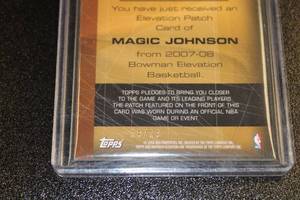 You have just received an
Elevation Patch
Card of
MAGIC JOHNSON
from 2007-08
Bowman Elevation
Basketball.
TOPPS PLEDGES TO BRING YOU CLOSER
TO THE GAME AND ITS LEADING PLAYERS
THE PATCH FEATURED ON THE FRONT OF THIS
CARD WAS WORN DURING AN OFFICIAL NBA
GAME OR EVENT
Topps